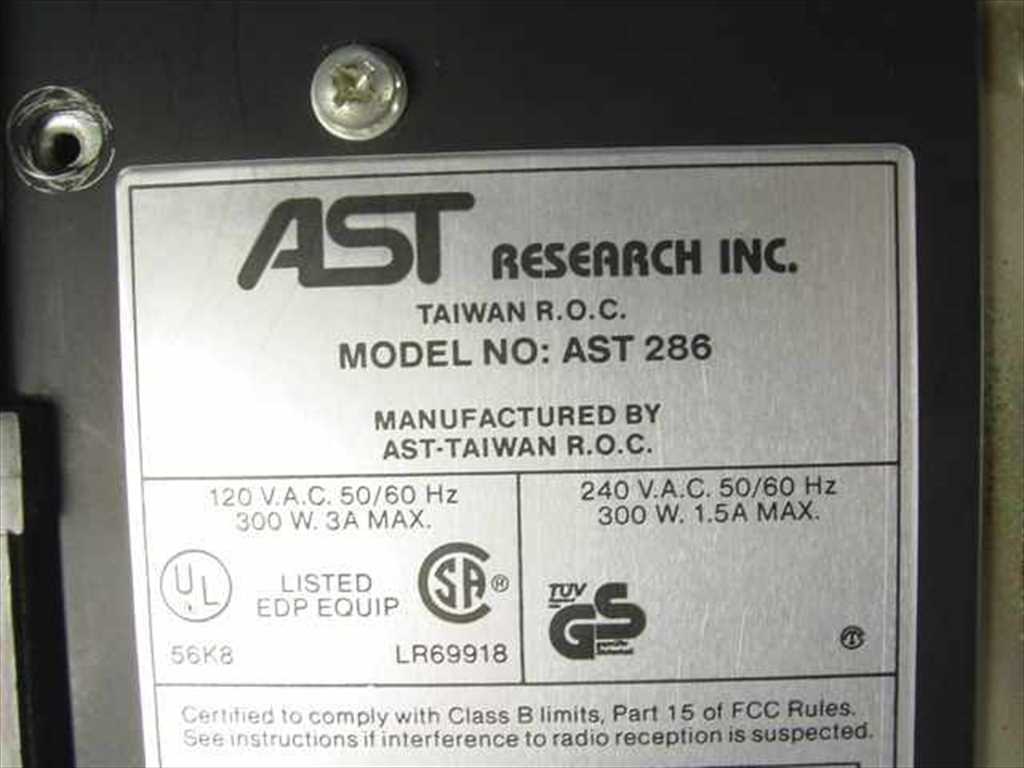 AST RESEARCH INC.
TAIWAN R.O.C.
MODEL NO: AST 286
MANUFACTURED BY
AST-TAIWAN R.O.C.
120 V.A.C. 50/60 Hz
300 W. 3A MAX.
240 V.A.C. 50/60 Hz
300 W. 1.5A MAX.
UL
LISTED
EDP EQUIP
SA®
56K8
LR69918
TÜV
GS
Certified to comply with Class B limits, Part 15 of FCC Rules.
See instructions if interference to radio reception is suspected.